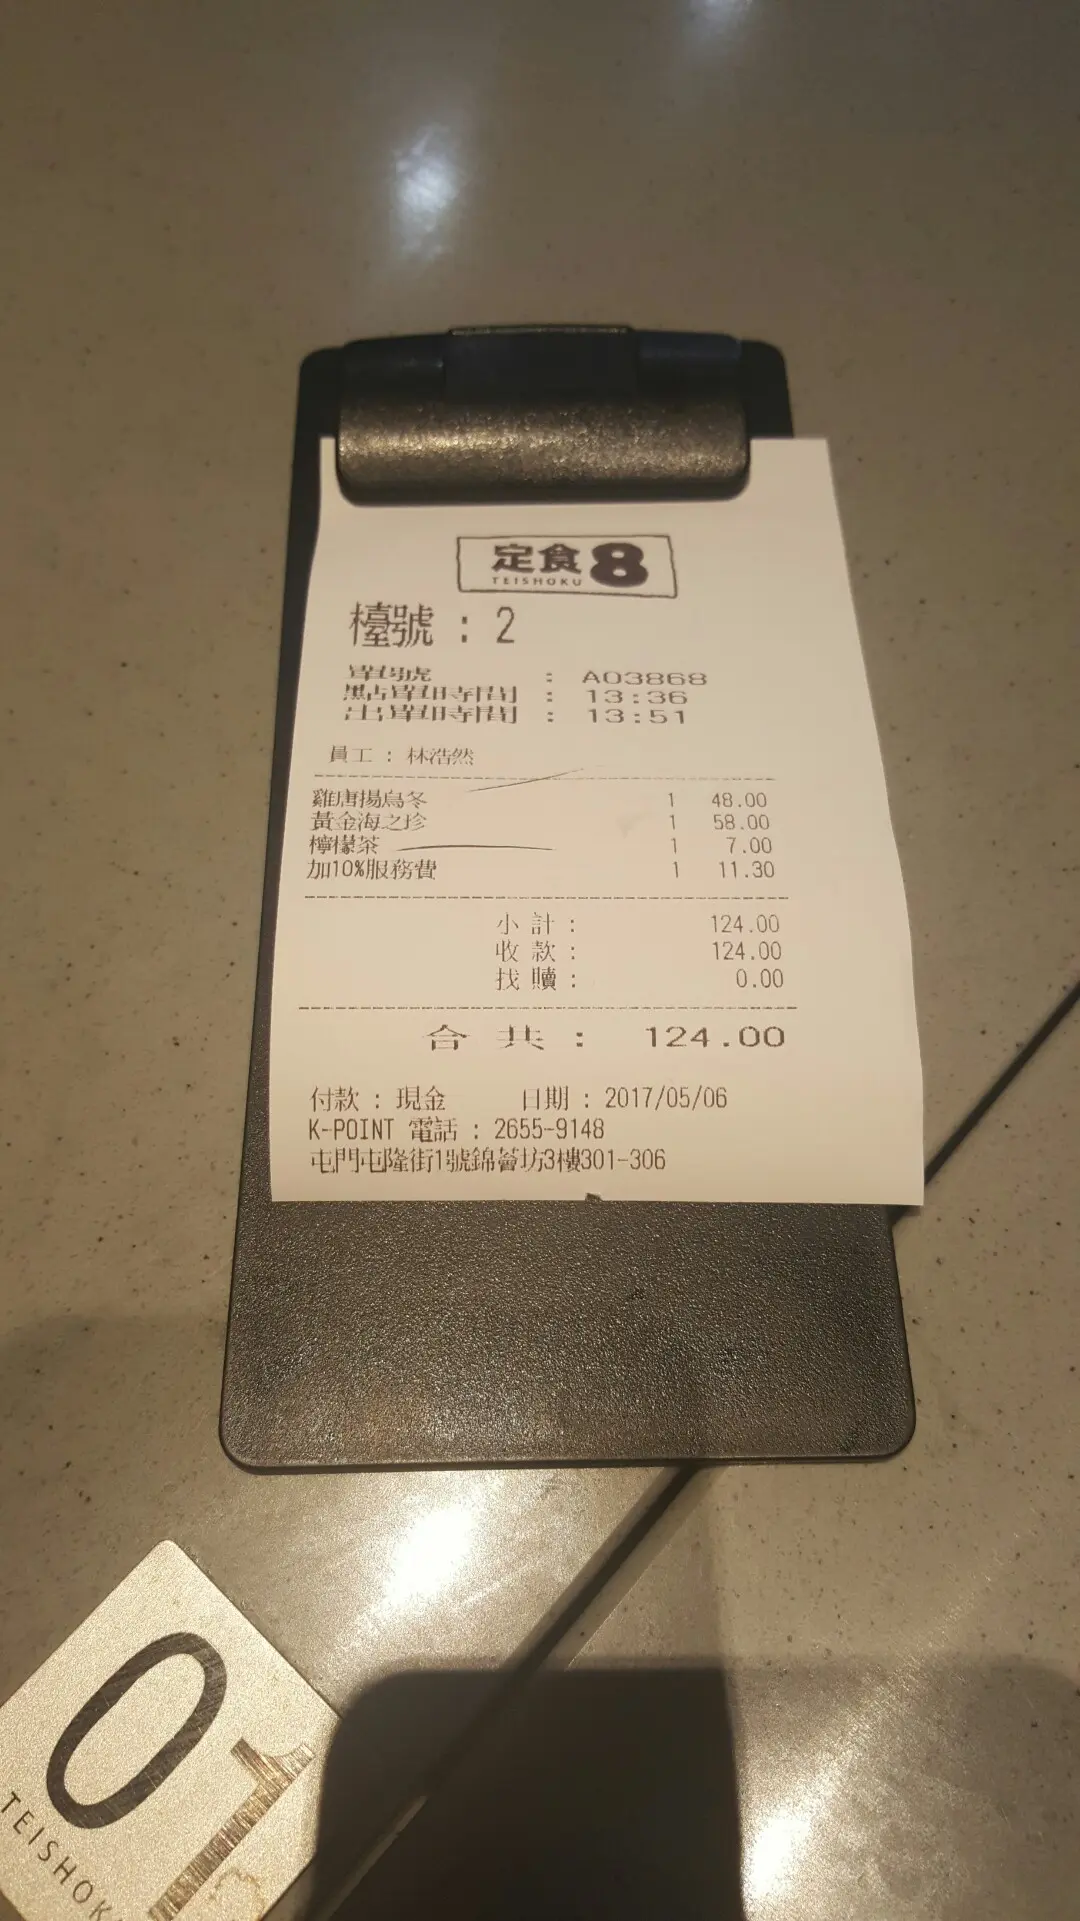 定食8
TEISHOKU
檯號 : 2
單號 : A03868
點單時間 : 13:36
出單時間 : 13:51
員工 : 林浩然
雞唐揚烏冬 1 48.00
黃金海之珍 1 58.00
檸檬茶 1 7.00
加10%服務費 1 11.30
小計 : 124.00
收款 : 124.00
找贖 : 0.00
合共 : 124.00
付款 : 現金 日期 : 2017/05/06
K-POINT 電話 : 2655-9148
屯門屯隆街1號錦薈坊3樓301-306
01
TEISHOK